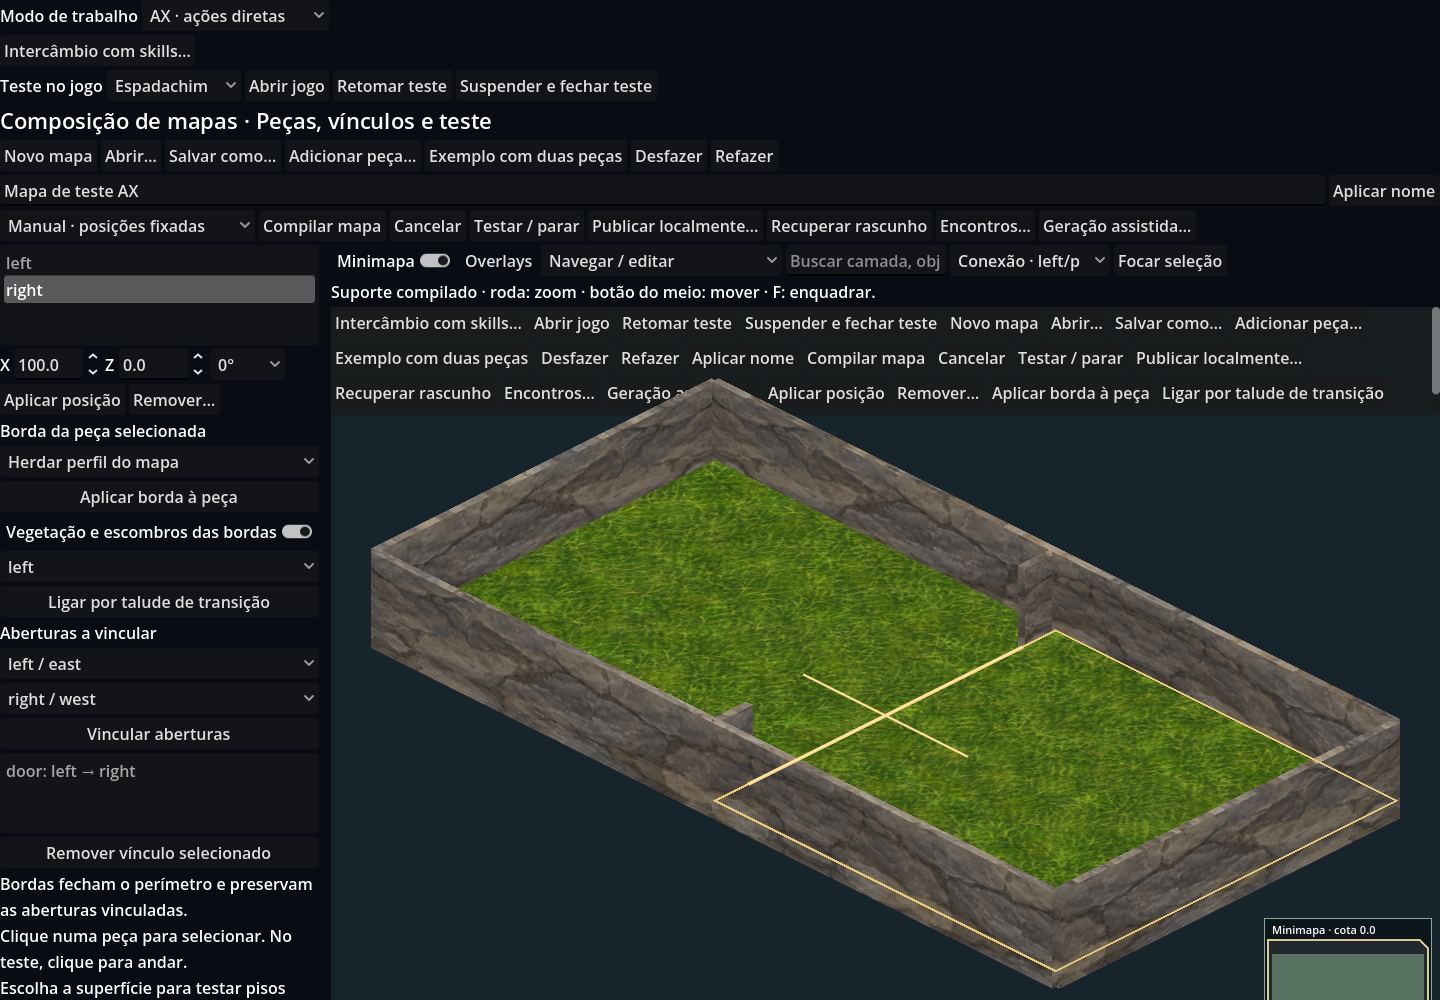 Modo de trabalho AX · ações diretas
Intercâmbio com skills...
Teste no jogo Espadachim Abrir jogo Retomar teste Suspender e fechar teste
Composição de mapas · Peças, vínculos e teste
Novo mapa Abrir... Salvar como... Adicionar peça... Exemplo com duas peças Desfazer Refazer
Mapa de teste AX Aplicar nome
Manual · posições fixadas Compilar mapa Cancelar Testar / parar Publicar localmente... Recuperar rascunho Encontros... Geração assistida...
left
right
X 100.0 Z 0.0 0°
Aplicar posição Remover...
Borda da peça selecionada
Herdar perfil do mapa
Aplicar borda à peça
Vegetação e escombros das bordas
left
Ligar por talude de transição
Aberturas a vincular
left / east
right / west
Vincular aberturas
door: left → right
Remover vínculo selecionado
Bordas fecham o perímetro e preservam
as aberturas vinculadas.
Clique numa peça para selecionar. No
teste, clique para andar.
Escolha a superfície para testar pisos
Minimapa Overlays Navegar / editar Buscar camada, obj Conexão · left/p Focar seleção
Suporte compilado · roda: zoom · botão do meio: mover · F: enquadrar.
Intercâmbio com skills... Abrir jogo Retomar teste Suspender e fechar teste Novo mapa Abrir... Salvar como... Adicionar peça...
Exemplo com duas peças Desfazer Refazer Aplicar nome Compilar mapa Cancelar Testar / parar Publicar localmente...
Recuperar rascunho Encontros... Geração Aplicar posição Remover... Aplicar borda à peça Ligar por talude de transição
Minimapa · cota 0.0